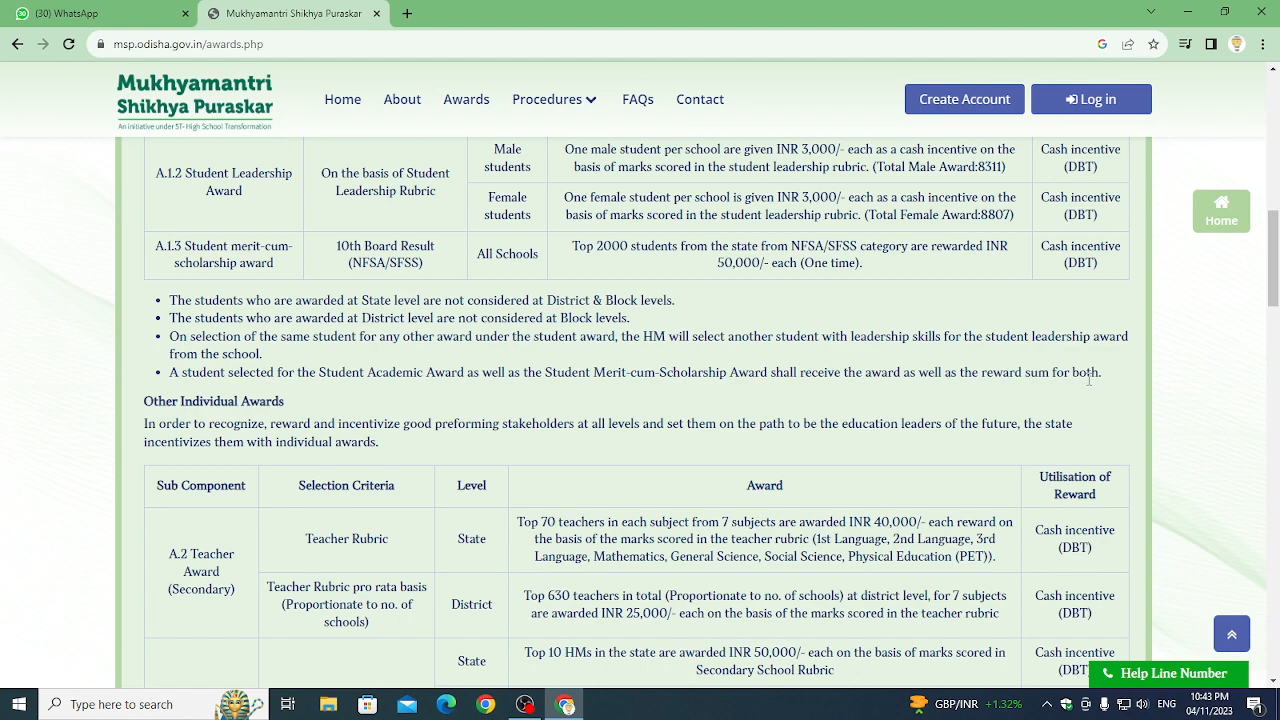 (30) WhatsApp
Mukhyamantri Shikhya Puraskar
msp.od.gov.in/awards.php
Mukhyamantri
Shikhya Puraskar
An initiative under 5T- High School Transformation
Home
About
Awards
Procedures
FAQs
Contact
Create Account
Log in
A.1.2 Student Leadership
Award
On the basis of Student
Leadership Rubric
Male
students
One male student per school are given INR 3,000/- each as a cash incentive on the
basis of marks scored in the student leadership rubric. (Total Male Award:8311)
Cash incentive
(DBT)
Female
students
One female student per school is given INR 3,000/- each as a cash incentive on the
basis of marks scored in the student leadership rubric. (Total Female Award:8807)
Cash incentive
(DBT)
A.1.3 Student merit-cum-
scholarship award
10th Board Result
(NFSA/SFSS)
All Schools
Top 2000 students from the state from NFSA/SFSS category are rewarded INR
50,000/- each (One time).
Cash incentive
(DBT)
Home
• The students who are awarded at State level are not considered at District & Block levels.
• The students who are awarded at District level are not considered at Block levels.
• On selection of the same student for any other award under the student award, the HM will select another student with leadership skills for the student leadership award
from the school.
• A student selected for the Student Academic Award as well as the Student Merit-cum-Scholarship Award shall receive the award as well as the reward sum for both.
Other Individual Awards
In order to recognize, reward and incentivize good preforming stakeholders at all levels and set them on the path to be the education leaders of the future, the state
incentivizes them with individual awards.
Sub Component
Selection Criteria
Level
Award
Utilisation of
Reward
A.2 Teacher
Award
(Secondary)
Teacher Rubric
State
Top 70 teachers in each subject from 7 subjects are awarded INR 40,000/- each reward on
the basis of the marks scored in the teacher rubric (1st Language, 2nd Language, 3rd
Language, Mathematics, General Science, Social Science, Physical Education (PET)).
Cash incentive
(DBT)
Teacher Rubric pro rata basis
(Proportionate to no. of
schools)
District
Top 630 teachers in total (Proportionate to no. of schools) at district level, for 7 subjects
are awarded INR 25,000/- each on the basis of the marks scored in the teacher rubric
Cash incentive
(DBT)
State
Top 10 HMs in the state are awarded INR 50,000/- each on the basis of marks scored in
Secondary School Rubric
Cash incentive
(DBT)
Help Line Number
Type here to search
GBP/INR +1.32%
10:43 PM
04/11/2023